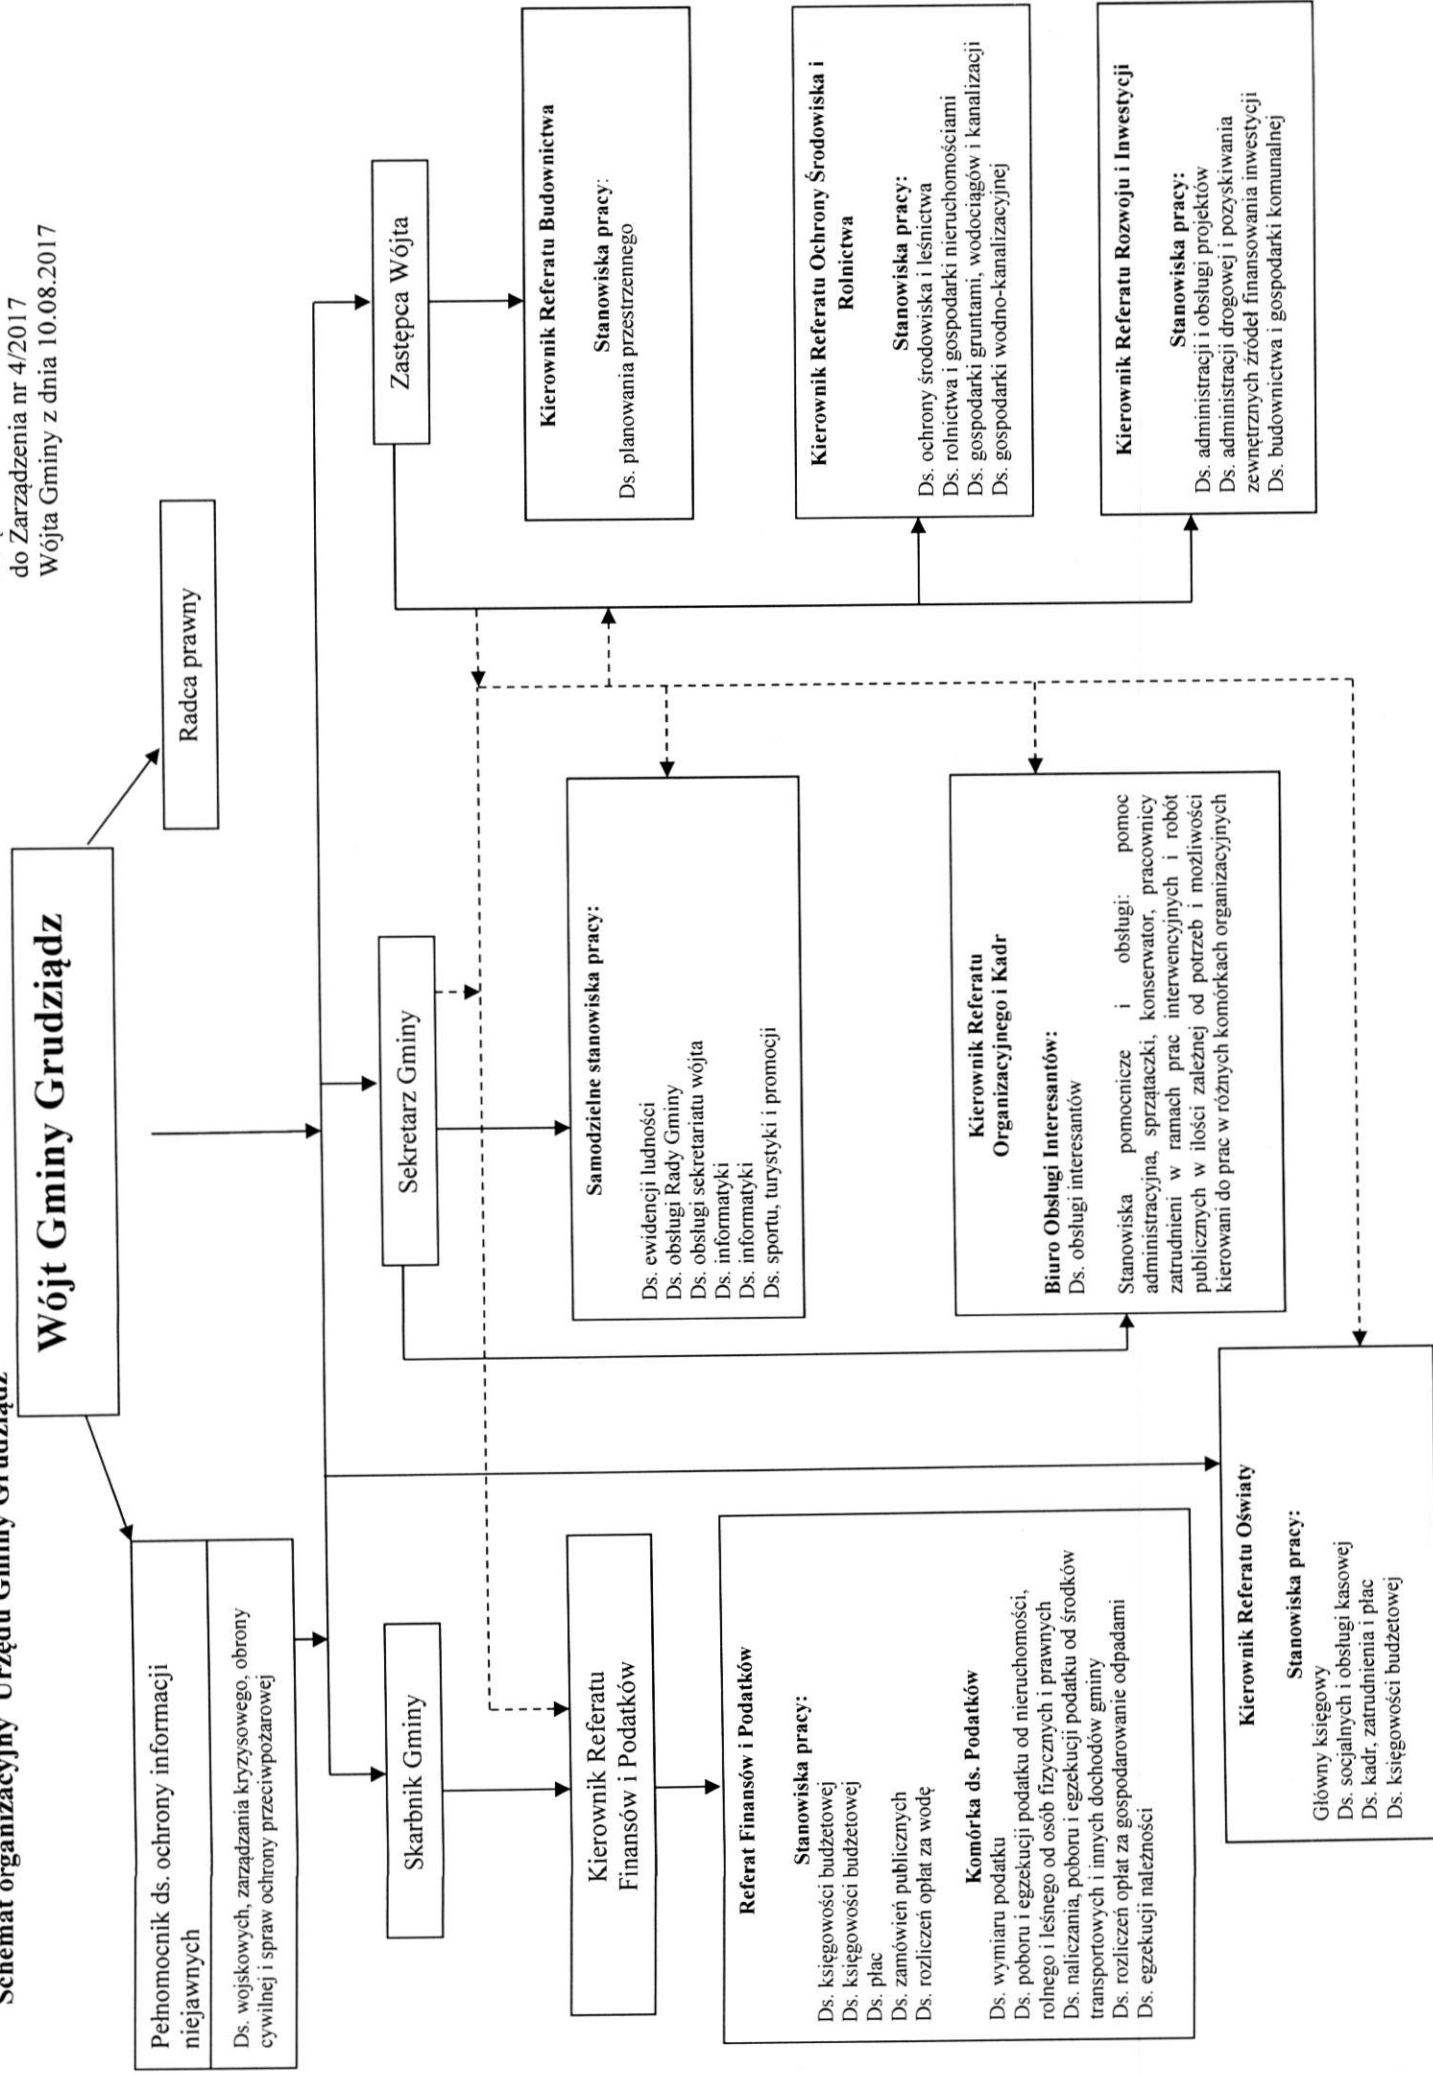 Schemat organizacyjny Urzędu Gminy Grudziądz
do Zarządzenia nr 4/2017
Wójta Gminy z dnia 10.08.2017
Wójt Gminy Grudziądz
Radca prawny
Pełnomocnik ds. ochrony informacji
niejawnych
Ds. wojskowych, zarządzania kryzysowego, obrony
cywilnej i spraw ochrony przeciwpożarowej
Skarbnik Gminy
Sekretarz Gminy
Zastępca Wójta
Kierownik Referatu
Finansów i Podatków
Referat Finansów i Podatków
Stanowiska pracy:
Ds. księgowości budżetowej
Ds. księgowości budżetowej
Ds. płac
Ds. zamówień publicznych
Ds. rozliczeń opłat za wodę
Komórka ds. Podatków
Ds. wymiaru podatku
Ds. poboru i egzekucji podatku od nieruchomości,
rolnego i leśnego od osób fizycznych i prawnych
Ds. naliczania, poboru i egzekucji podatku od środków
transportowych i innych dochodów gminy
Ds. rozliczeń opłat za gospodarowanie odpadami
Ds. egzekucji należności
Kierownik Referatu Oświaty
Stanowiska pracy:
Główny księgowy
Ds. socjalnych i obsługi kasowej
Ds. kadr, zatrudnienia i płac
Ds. księgowości budżetowej
Samodzielne stanowiska pracy:
Ds. ewidencji ludności
Ds. obsługi Rady Gminy
Ds. obsługi sekretariatu wójta
Ds. informatyki
Ds. informatyki
Ds. sportu, turystyki i promocji
Kierownik Referatu
Organizacyjnego i Kadr
Biuro Obsługi Interesantów:
Ds. obsługi interesantów
Stanowiska pomocnicze i obsługi: pomoc
administracyjna, sprzątaczki, konserwator, pracownicy
zatrudnieni w ramach prac interwencyjnych i robót
publicznych w ilości zależnej od potrzeb i możliwości
kierowani do prac w różnych komórkach organizacyjnych
Kierownik Referatu Budownictwa
Stanowiska pracy:
Ds. planowania przestrzennego
Kierownik Referatu Ochrony Środowiska i
Rolnictwa
Stanowiska pracy:
Ds. ochrony środowiska i leśnictwa
Ds. rolnictwa i gospodarki nieruchomościami
Ds. gospodarki gruntami, wodociągów i kanalizacji
Ds. gospodarki wodno-kanalizacyjnej
Kierownik Referatu Rozwoju i Inwestycji
Stanowiska pracy:
Ds. administracji i obsługi projektów
Ds. administracji drogowej i pozyskiwania
zewnętrznych źródeł finansowania inwestycji
Ds. budownictwa i gospodarki komunalnej